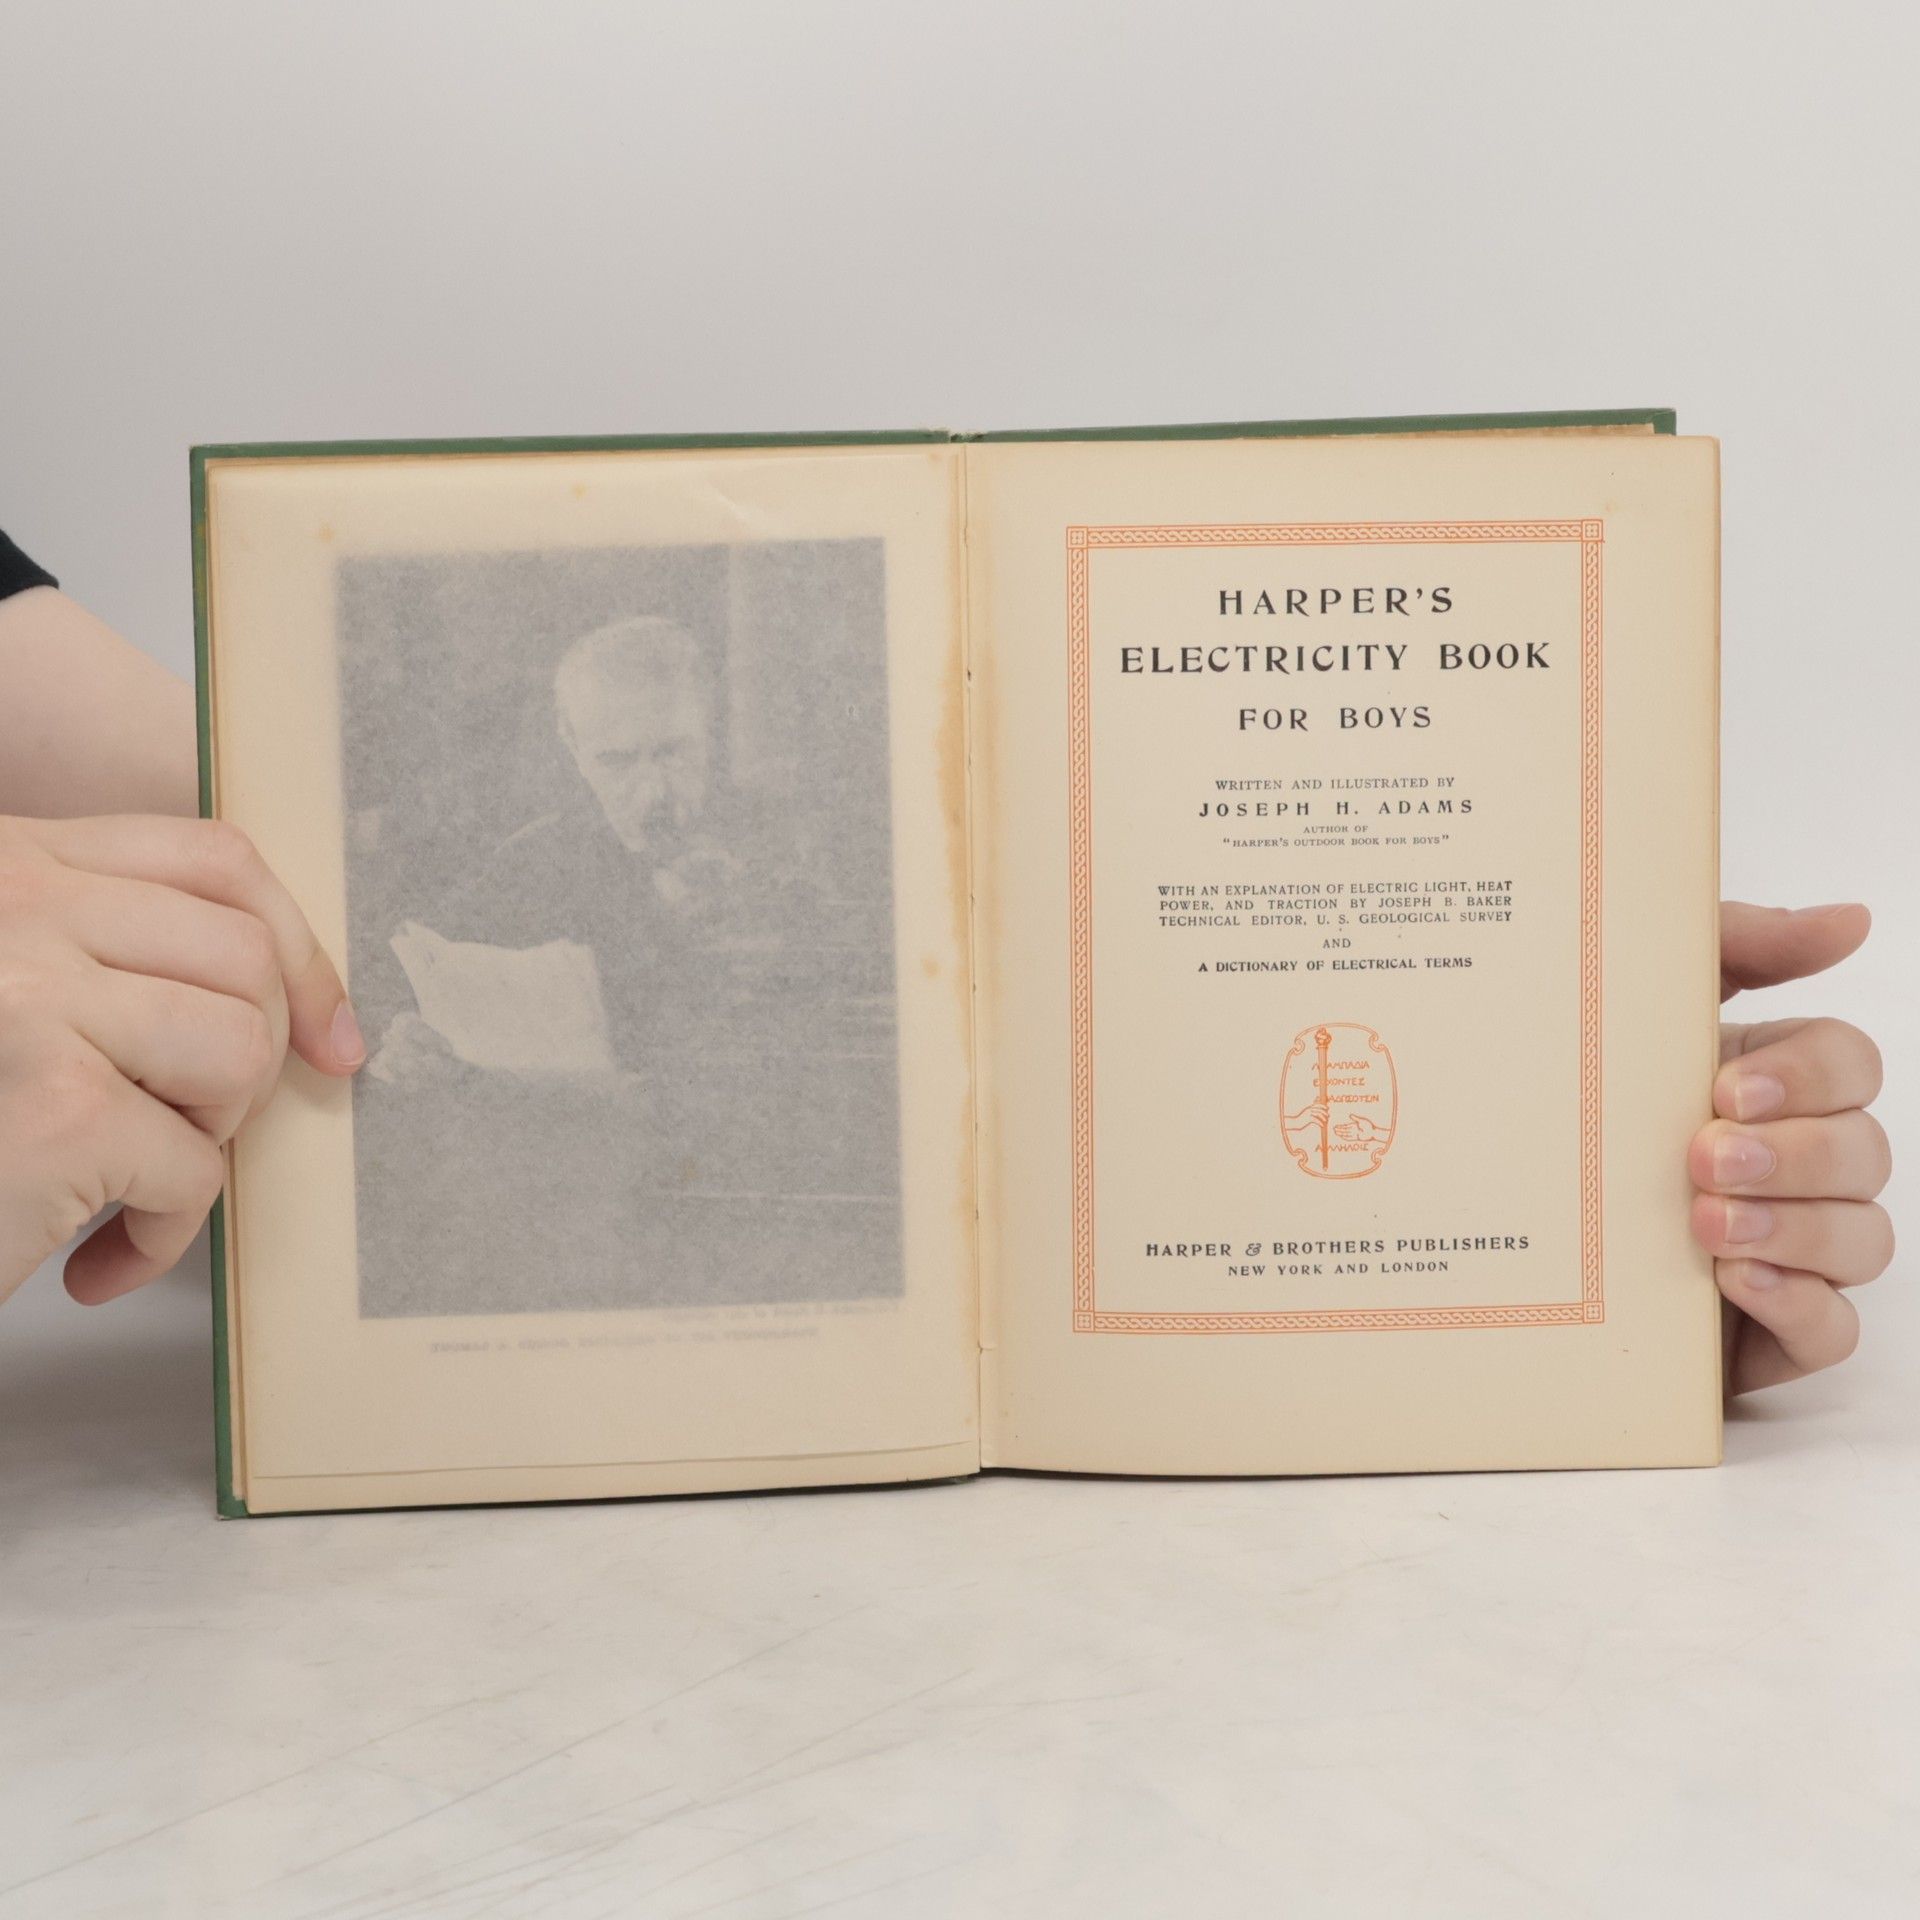 HARPER'S
ELECTRICITY BOOK
FOR BOYS
WRITTEN AND ILLUSTRATED BY
JOSEPH H. ADAMS
AUTHOR OF
"HARPER'S OUTDOOR BOOK FOR BOYS"
WITH AN EXPLANATION OF ELECTRIC LIGHT, HEAT
POWER, AND TRACTION BY JOSEPH B. BAKER
TECHNICAL EDITOR, U. S. GEOLOGICAL SURVEY
AND
A DICTIONARY OF ELECTRICAL TERMS
HARPER & BROTHERS PUBLISHERS
NEW YORK AND LONDON